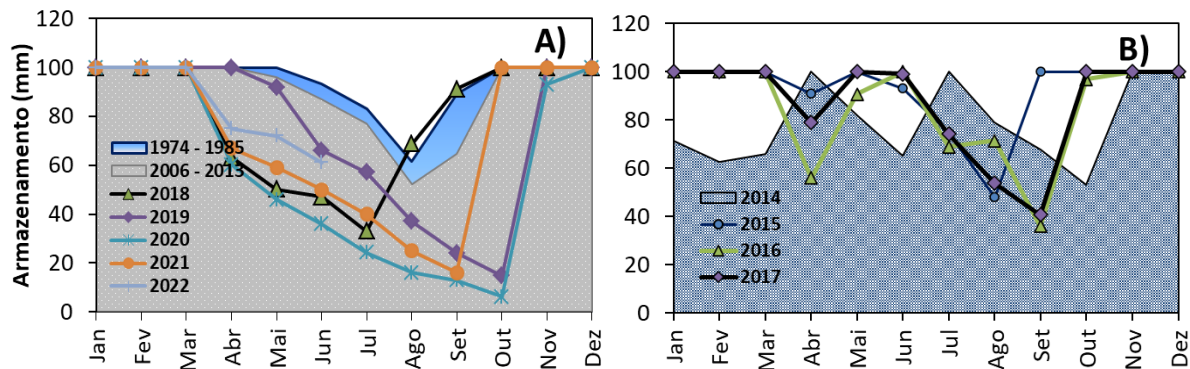 Armazenamento (mm)
120
100
80
60
40
20
0
A)
1974 - 1985
2006 - 2013
2018
2019
2020
2021
2022
Jan
Fev
Mar
Abr
Mai
Jun
Jul
Ago
Set
Out
Nov
Dez
120
100
80
60
40
20
0
B)
2014
2015
2016
2017
Jan
Fev
Mar
Abr
Mai
Jun
Jul
Ago
Set
Out
Nov
Dez